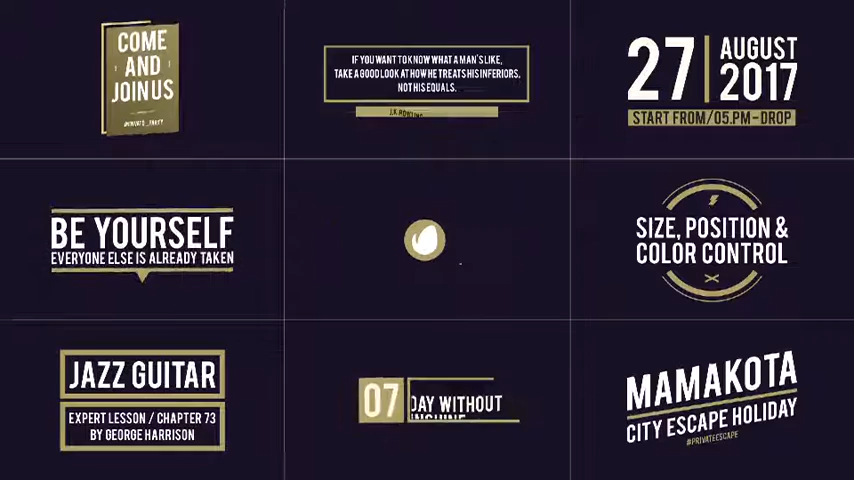 COME
AND
JOIN US
IF YOU WANT TO KNOW WHAT A MAN'S LIKE,
TAKE A GOOD LOOK AT HOW HE TREATS HIS INFERIORS,
NOT HIS EQUALS.
27 AUGUST
2017
START FROM/05.PM-DROP
BE YOURSELF
EVERYONE ELSE IS ALREADY TAKEN
SIZE, POSITION &
COLOR CONTROL
JAZZ GUITAR
EXPERT LESSON / CHAPTER 73
BY GEORGE HARRISON
07 DAY WITHOUT
MAMAKOTA
CITY ESCAPE HOLIDAY
#PRIVATEESCAPE